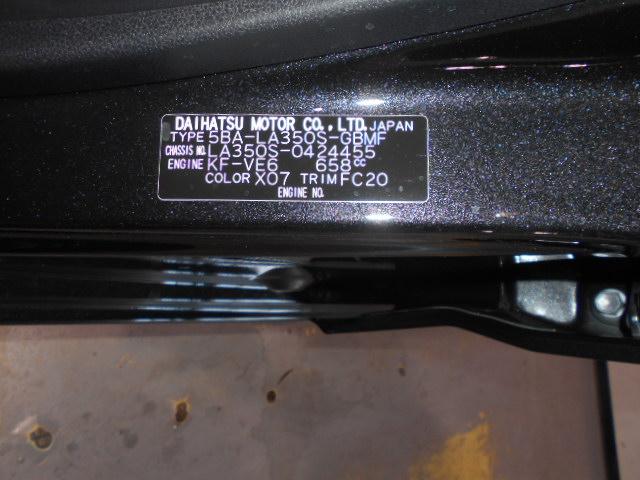 DAIHATSU MOTOR CO., LTD. JAPAN
TYPE 5BA-LA350S-GBMF
CHASSIS NO. LA350S-0424455
ENGINE KF-VE6 658cc
COLOR X07 TRIM FC20
ENGINE NO.